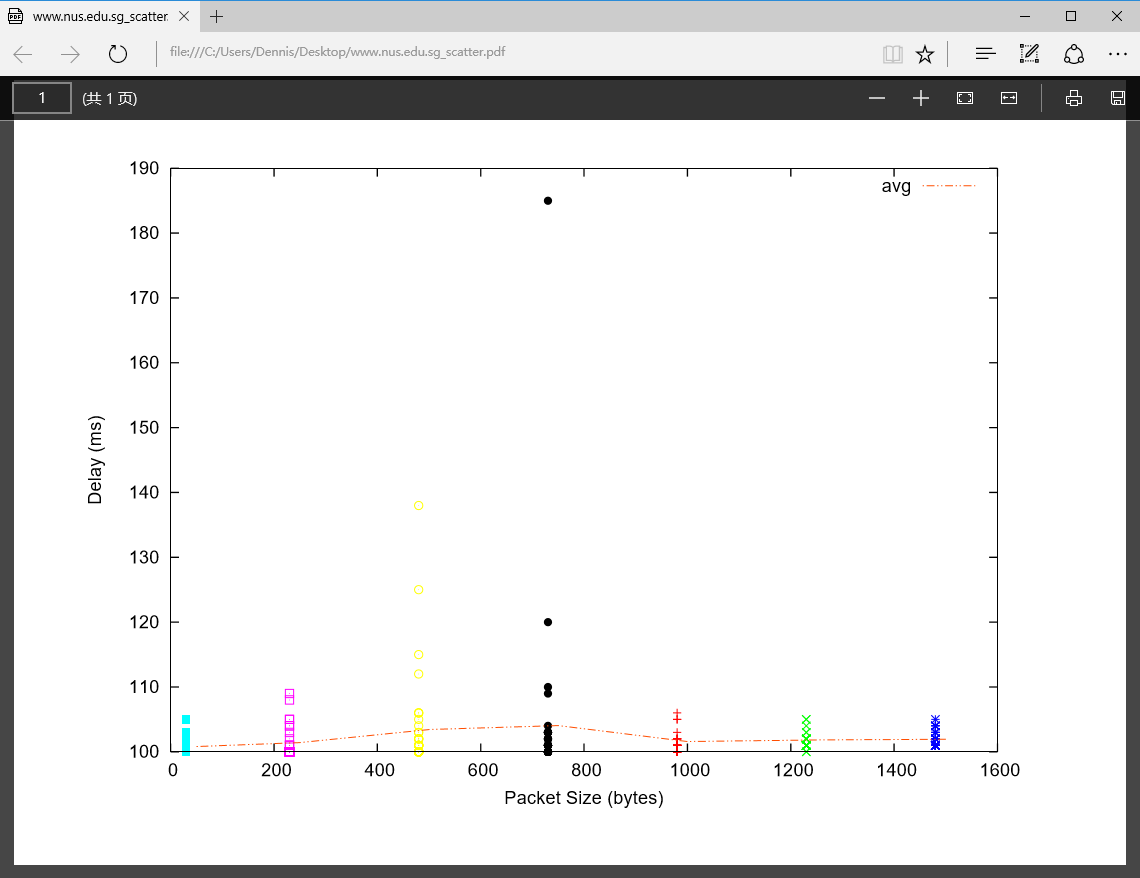 www.nus.edu.sg_scatter.
file:///C:/Users/Dennis/Desktop/www.nus.edu.sg_scatter.pdf
1 (共 1 页)
190
avg
180
170
160
150
140
130
120
110
100
Delay (ms)
0 200 400 600 800 1000 1200 1400 1600
Packet Size (bytes)